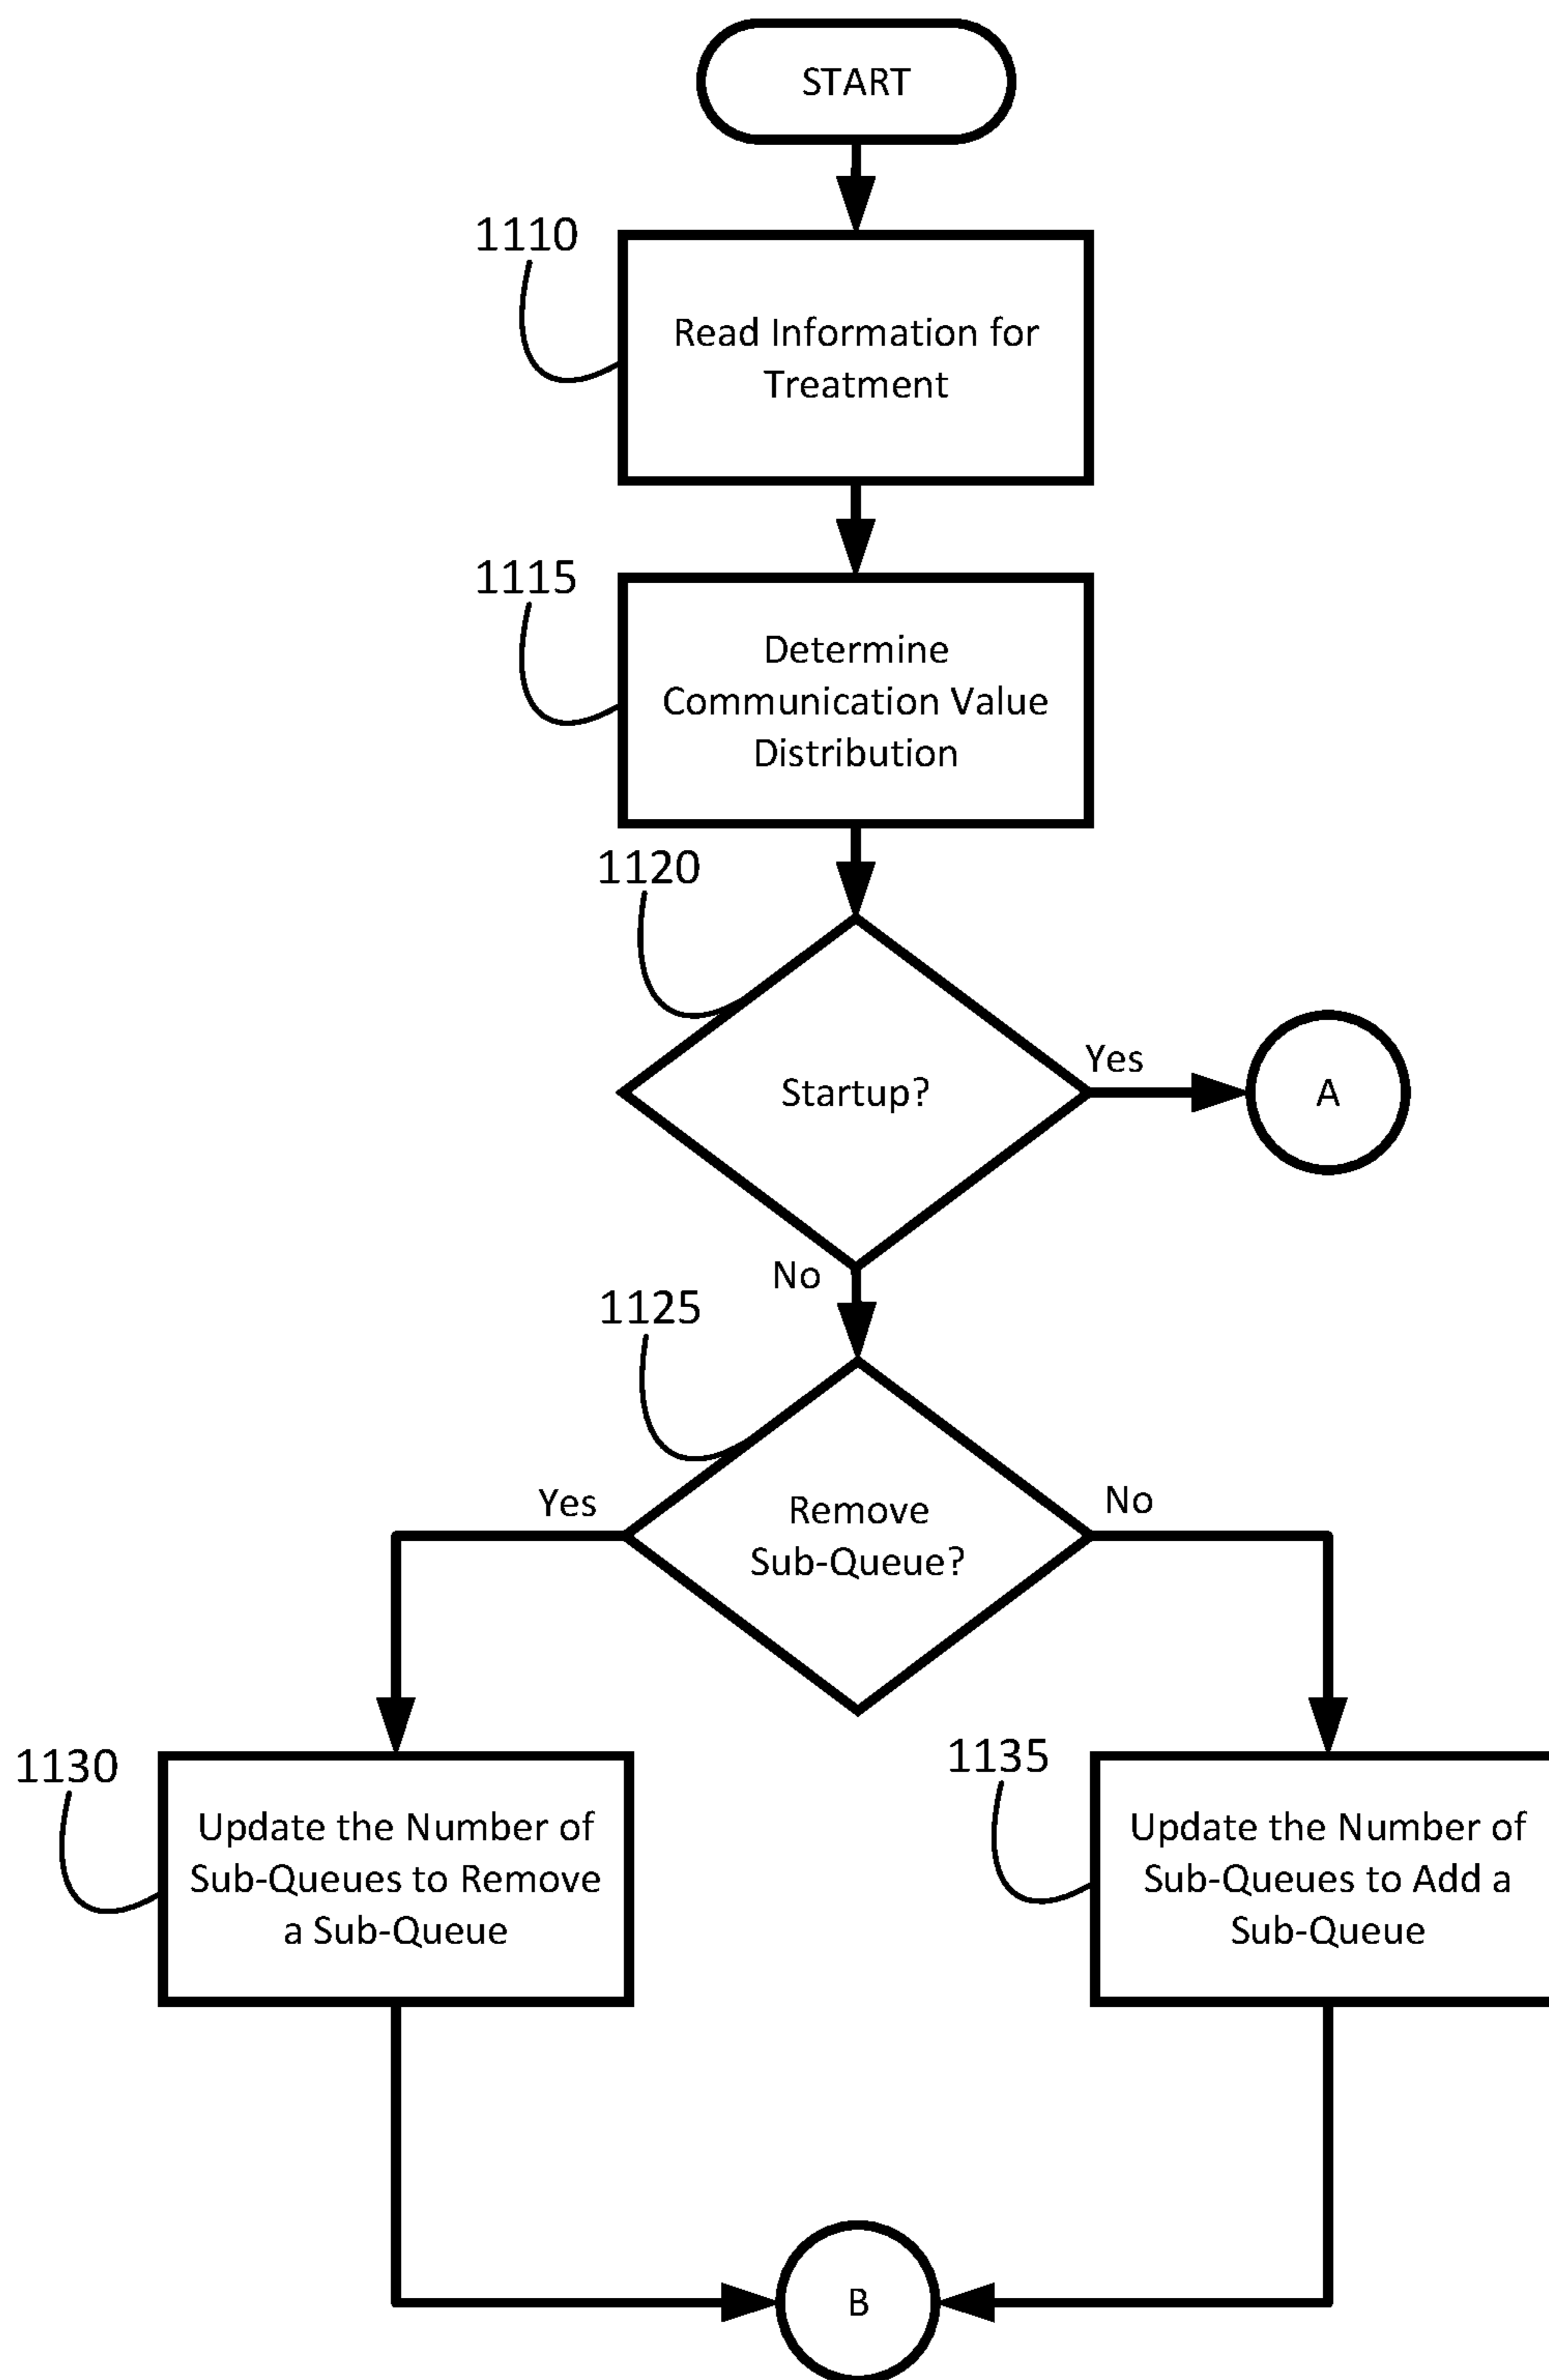 START
1110
Read Information for
Treatment
1115
Determine
Communication Value
Distribution
1120
Startup?
Yes
A
No
1125
Remove
Sub-Queue?
Yes
No
1130
Update the Number of
Sub-Queues to Remove
a Sub-Queue
1135
Update the Number of
Sub-Queues to Add a
Sub-Queue
B